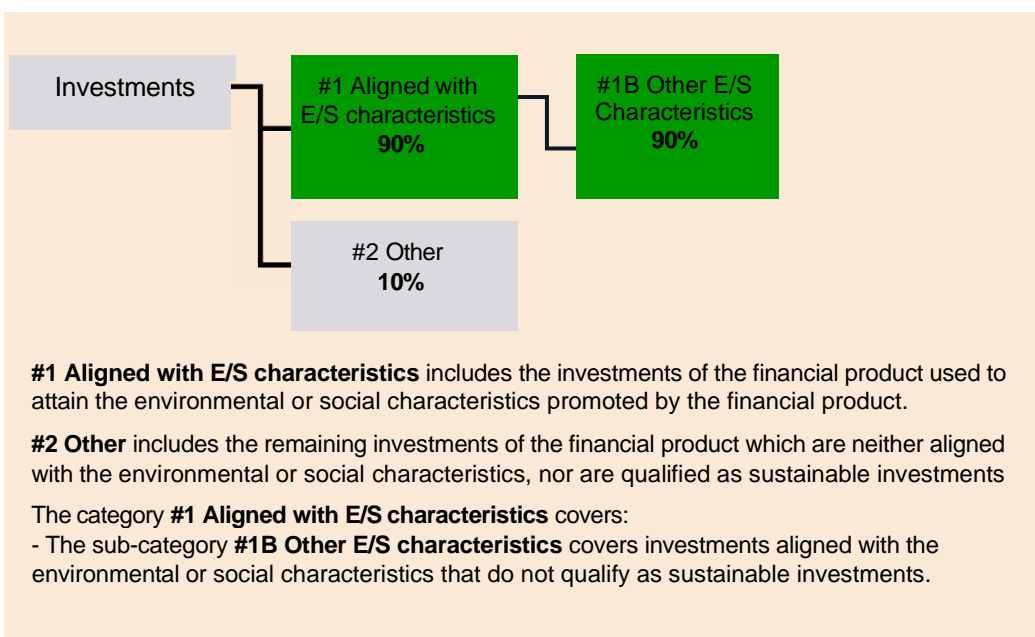 Investments
#1 Aligned with
E/S characteristics
90%
#1B Other E/S
Characteristics
90%
#2 Other
10%
#1 Aligned with E/S characteristics includes the investments of the financial product used to
attain the environmental or social characteristics promoted by the financial product.
#2 Other includes the remaining investments of the financial product which are neither aligned
with the environmental or social characteristics, nor are qualified as sustainable investments
The category #1 Aligned with E/S characteristics covers:
- The sub-category #1B Other E/S characteristics covers investments aligned with the
environmental or social characteristics that do not qualify as sustainable investments.